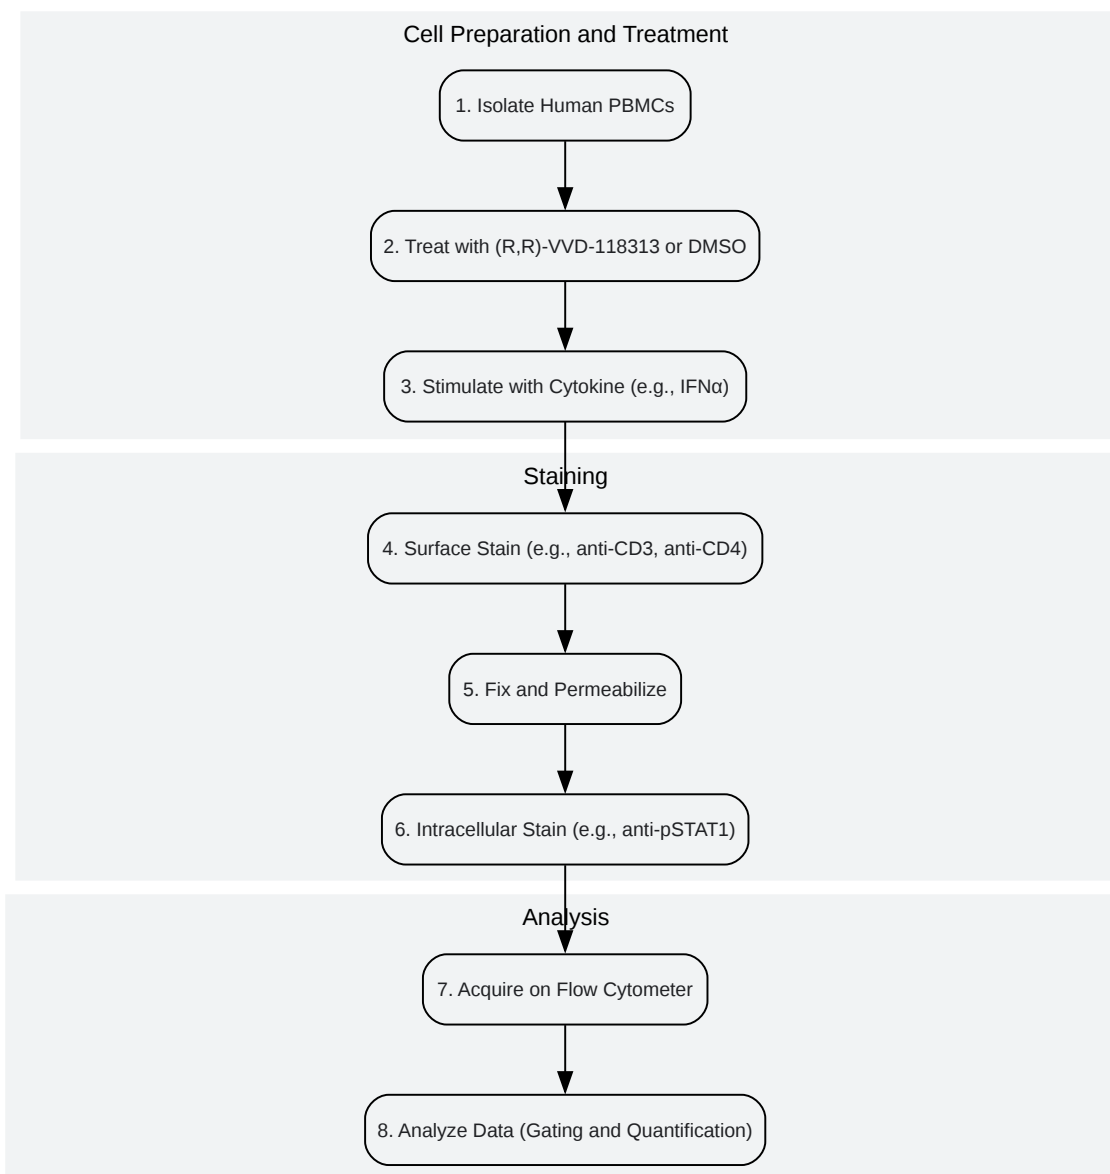 Cell Preparation and Treatment
1. Isolate Human PBMCs
2. Treat with (R,R)-VVD-118313 or DMSO
3. Stimulate with Cytokine (e.g., IFNα)
Staining
4. Surface Stain (e.g., anti-CD3, anti-CD4)
5. Fix and Permeabilize
6. Intracellular Stain (e.g., anti-pSTAT1)
Analysis
7. Acquire on Flow Cytometer
8. Analyze Data (Gating and Quantification)